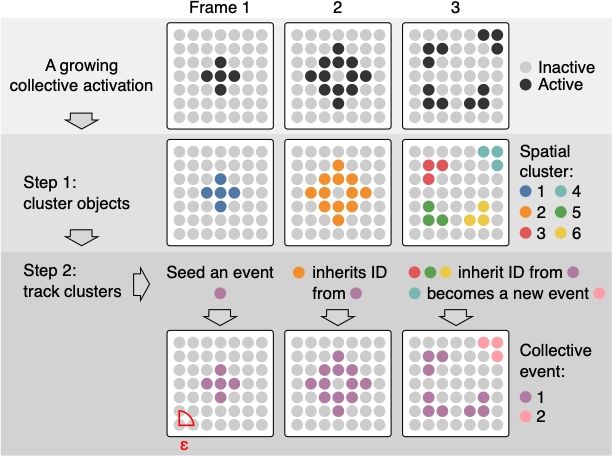 Frame 1
2
3
A growing
collective activation
Inactive
Active
Step 1:
cluster objects
Spatial
cluster:
1 4
2 5
3 6
Step 2:
track clusters
Seed an event
inherits ID
from
inherit ID from
becomes a new event
Collective
event:
1
2
ε